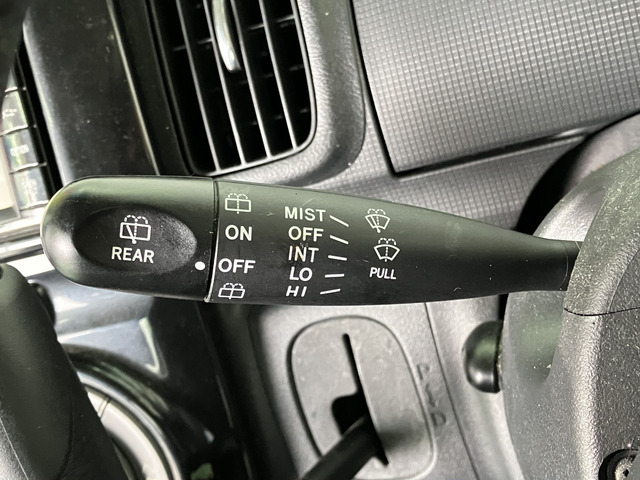 REAR
ON
OFF
MIST
OFF
INT
LO
HI
PULL